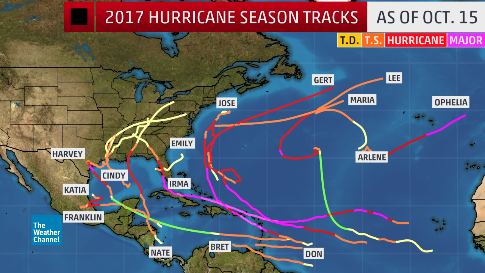 2017 HURRICANE SEASON TRACKS
AS OF OCT. 15
T.D. T.S. HURRICANE MAJOR
GERT
LEE
JOSE
MARIA
OPHELIA
HARVEY
EMILY
ARLENE
CINDY
IRMA
KATIA
FRANKLIN
The
Weather
Channel
NATE
BRET
DON